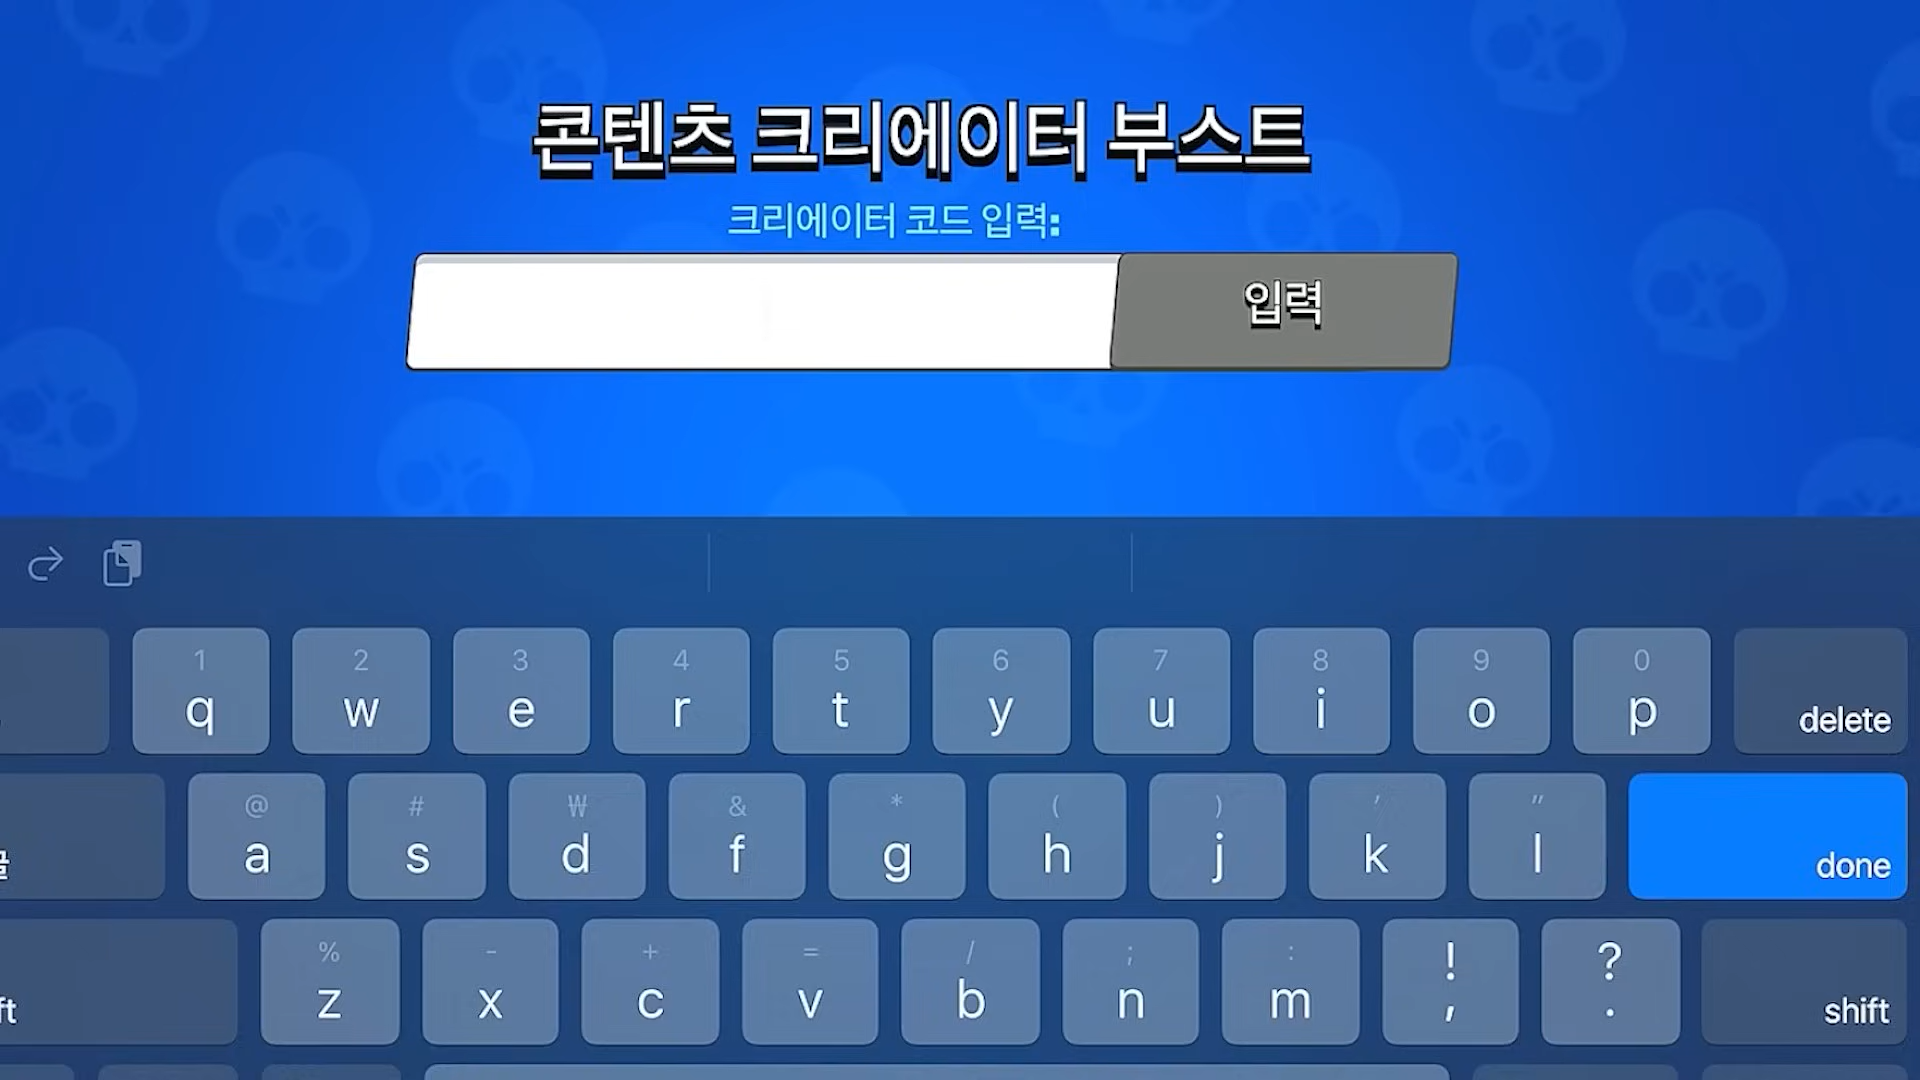 콘텐츠 크리에이터 부스트
크리에이터 코드 입력:
입력
1 2 3 4 5 6 7 8 9 0
q w e r t y u i o p delete
@ # ₩ & * ( ) ' "
a s d f g h j k l done
% - + = / ; : ! ?
z x c v b n m , . shift